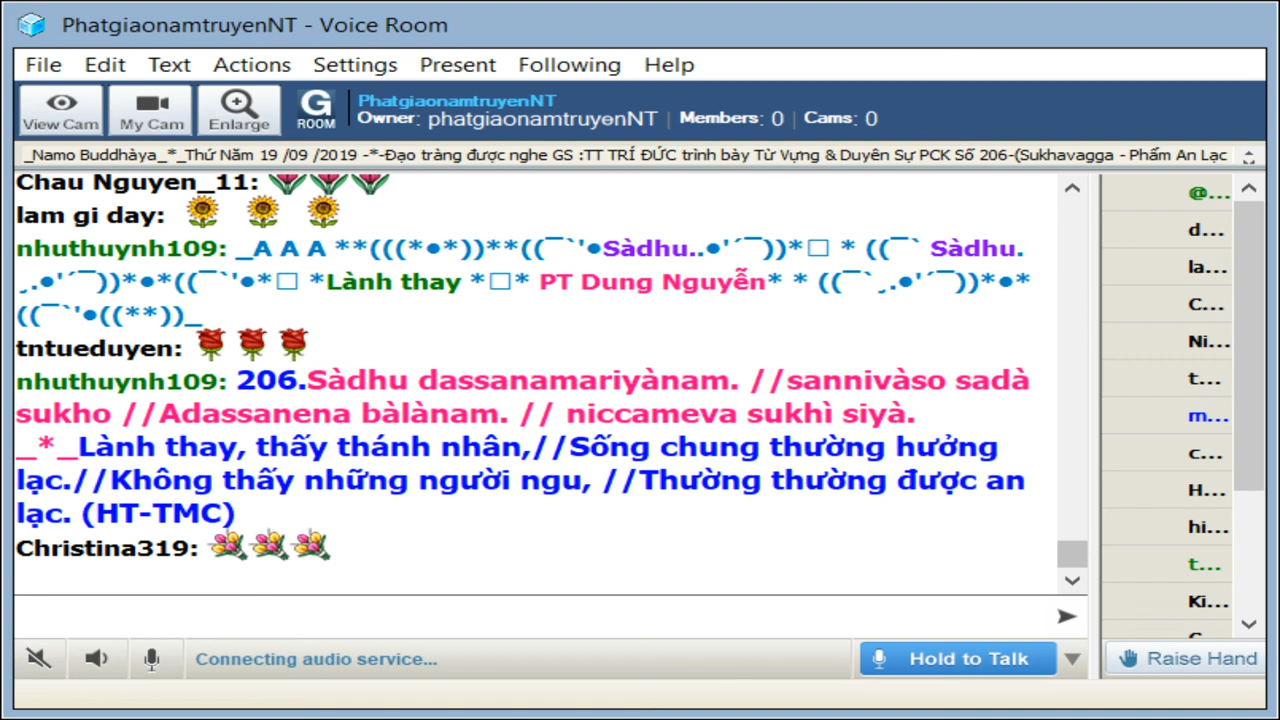 PhatgiaonamtruyenNT - Voice Room
File Edit Text Actions Settings Present Following Help
View Cam My Cam Enlarge G ROOM
PhatgiaonamtruyenNT
Owner: phatgiaonamtruyenNT | Members: 0 | Cams: 0
_Namo Buddhàya_*_Thứ Năm 19 /09 /2019 -*-Đạo tràng được nghe GS :TT TRÍ ĐỨC trình bày Từ Vựng & Duyên Sự PCK Số 206-(Sukhavagga - Phẩm An Lạc
Chau Nguyen_11:
lam gi day:
nhuthuynh109: _A A A **(((*●*))**((¯`'●Sàdhu..●'´¯))*□ * ((¯` Sàdhu.
¸.●'´¯))*●*((¯`'●*□ *Lành thay *□* PT Dung Nguyễn* * ((¯`¸.●'´¯))*●*
((¯`'●((**))_
tntueduyen:
nhuthuynh109: 206.Sàdhu dassanamariyànam. //sannivàso sadà
sukho //Adassanena bàlànam. // niccameva sukhì siyà.
_*_Lành thay, thấy thánh nhân,//Sống chung thường hưởng
lạc.//Không thấy những người ngu, //Thường thường được an
lạc. (HT-TMC)
Christina319:
@...
d...
la...
C...
Ni...
t...
m...
c...
H...
hi...
t...
Ki...
Connecting audio service...
Hold to Talk
Raise Hand